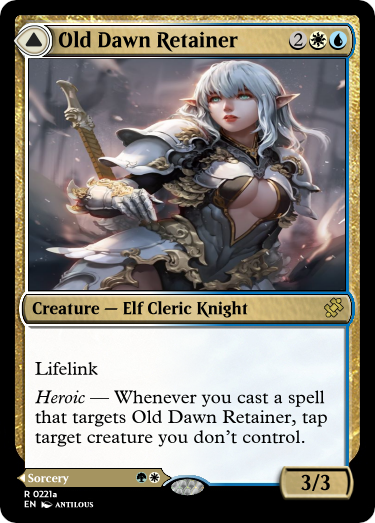 Old Dawn Retainer 2
Creature — Elf Cleric Knight
Lifelink
Heroic — Whenever you cast a spell
that targets Old Dawn Retainer, tap
target creature you don't control.
Sorcery
3/3
R 0221a
EN ANTILOUS